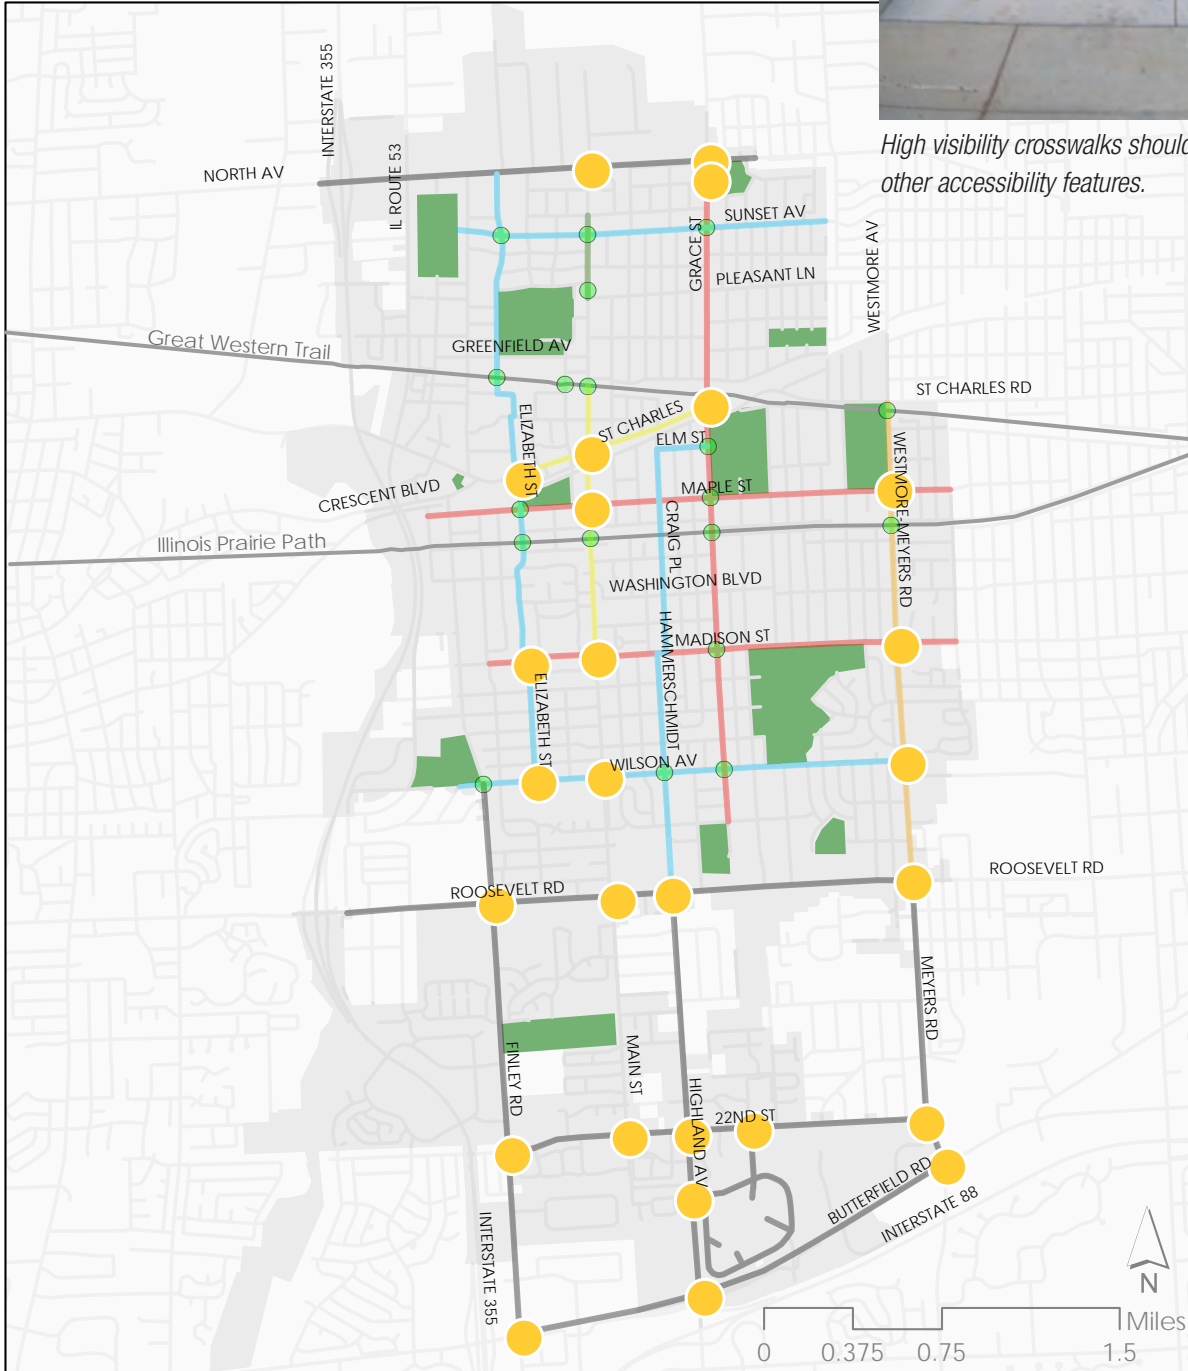 High visibility crosswalks should
other accessibility features.
INTERSTATE 355
IL ROUTE 53
NORTH AV
SUNSET AV
GRACE ST
PLEASANT LN
WESTMORE AV
Great Western Trail
GREENFIELD AV
ST CHARLES RD
ELIZABETH ST
ST CHARLES
ELM ST
WESTMORE-MEYERS RD
CRESCENT BLVD
MAPLE ST
CRAIG PL
Illinois Prairie Path
WASHINGTON BLVD
HAMMERSCHMIDT
MADISON ST
ELIZABETH ST
WILSON AV
ROOSEVELT RD
ROOSEVELT RD
MEYERS RD
FINLEY RD
MAIN ST
HIGHLAND AV
22ND ST
BUTTERFIELD RD
INTERSTATE 88
INTERSTATE 355
N
Miles
0 0.375 0.75 1.5